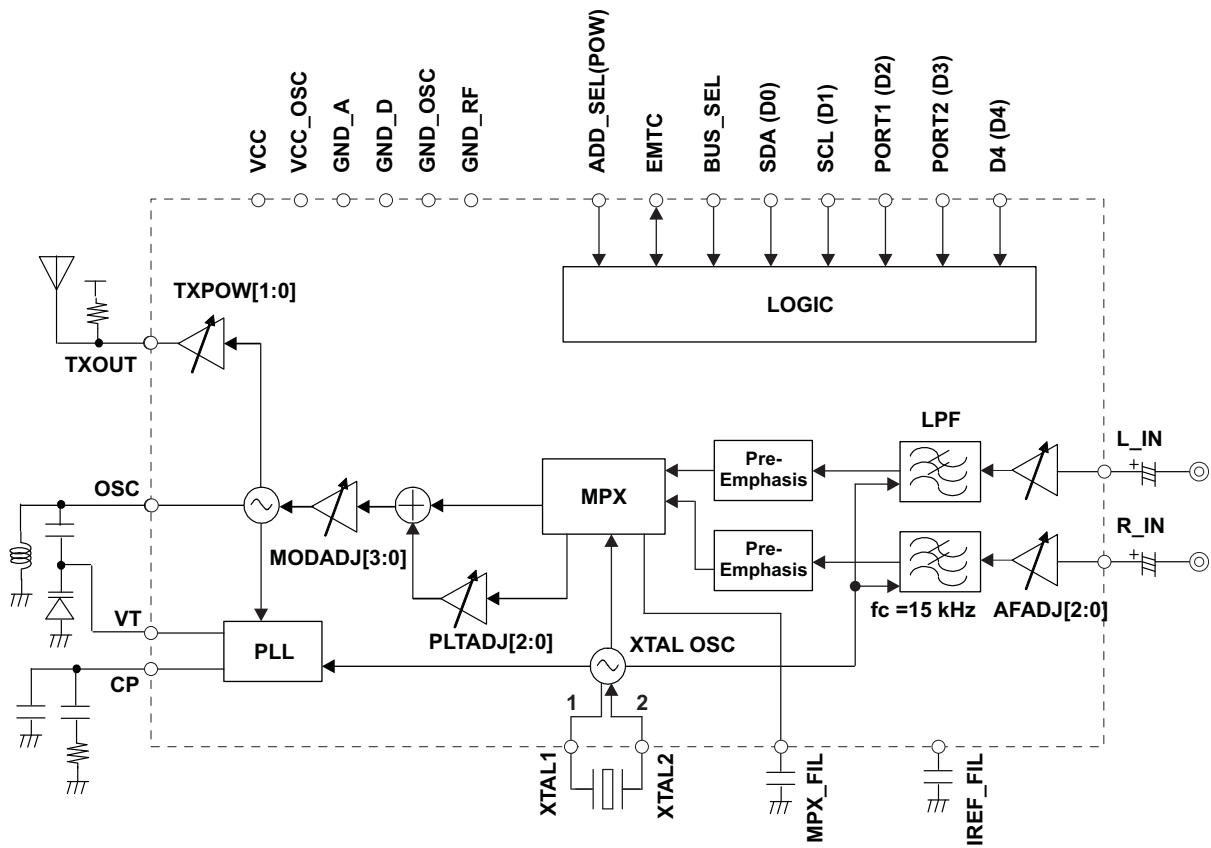 VCC
VCC_OSC
GND_A
GND_D
GND_OSC
GND_RF
ADD_SEL(POW)
EMTC
BUS_SEL
SDA (D0)
SCL (D1)
PORT1 (D2)
PORT2 (D3)
D4 (D4)
TXPOW[1:0]
LOGIC
TXOUT
LPF
L_IN
+
Pre-
Emphasis
OSC
MPX
R_IN
+
MODADJ[3:0]
Pre-
Emphasis
fc =15 kHz
AFADJ[2:0]
VT
PLTADJ[2:0]
XTAL OSC
PLL
CP
1
2
XTAL1
XTAL2
MPX_FIL
IREF_FIL